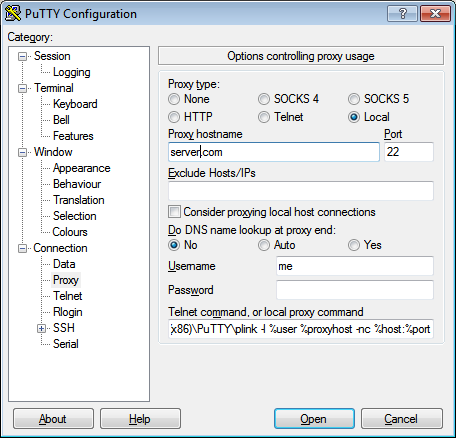 PuTTY Configuration
Category:
Session
Logging
Terminal
Keyboard
Bell
Features
Window
Appearance
Behaviour
Translation
Selection
Colours
Connection
Data
Proxy
Telnet
Rlogin
SSH
Serial
Options controlling proxy usage
Proxy type:
None SOCKS 4 SOCKS 5
HTTP Telnet Local
Proxy hostname Port
server.com 22
Exclude Hosts/IPs
Consider proxying local host connections
Do DNS name lookup at proxy end:
No Auto Yes
Username me
Password
Telnet command, or local proxy command
x86)\PuTTY\plink -l %user %proxyhost -nc %host:%port
About Help Open Cancel